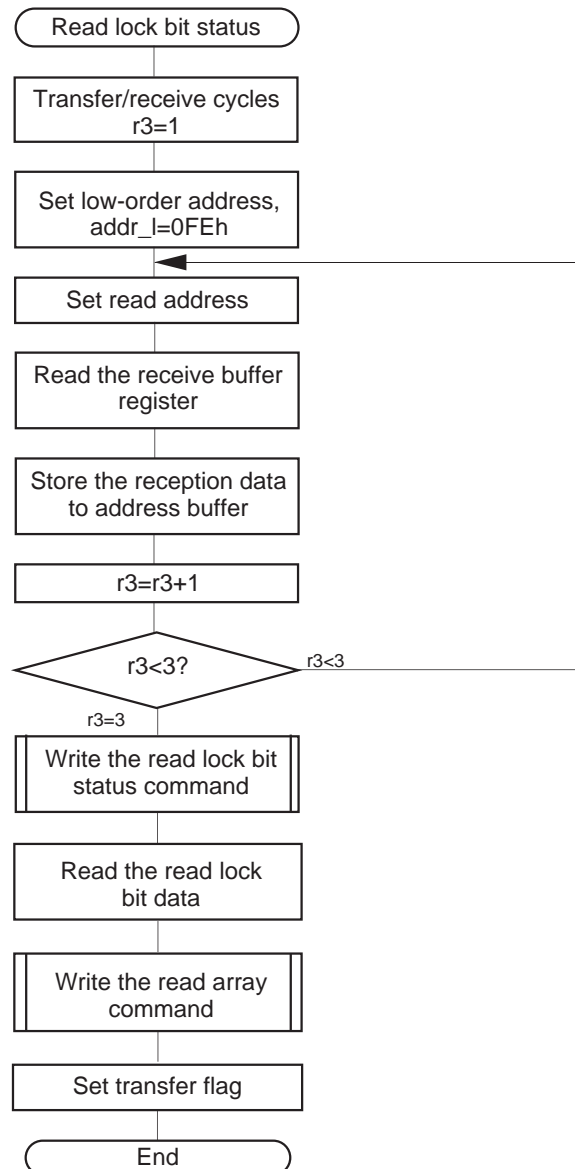 Read lock bit status
Transfer/receive cycles
r3=1
Set low-order address,
addr_l=0FEh
Set read address
Read the receive buffer
register
Store the reception data
to address buffer
r3=r3+1
r3<3?
r3<3
r3=3
Write the read lock bit
status command
Read the read lock
bit data
Write the read array
command
Set transfer flag
End